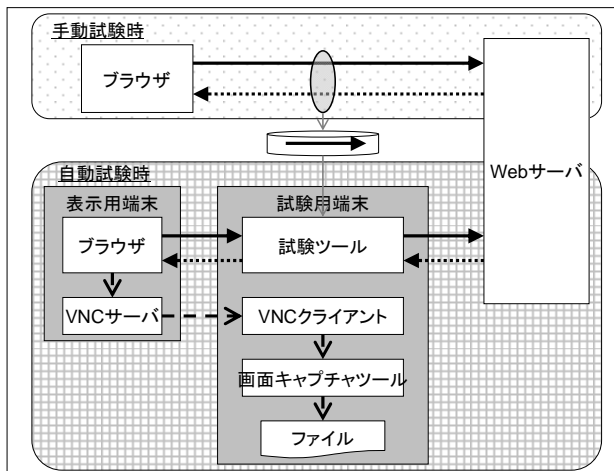 手動試験時
ブラウザ
Webサーバ
自動試験時
表示用端末
試験用端末
ブラウザ
試験ツール
VNCサーバ
VNCクライアント
画面キャプチャツール
ファイル